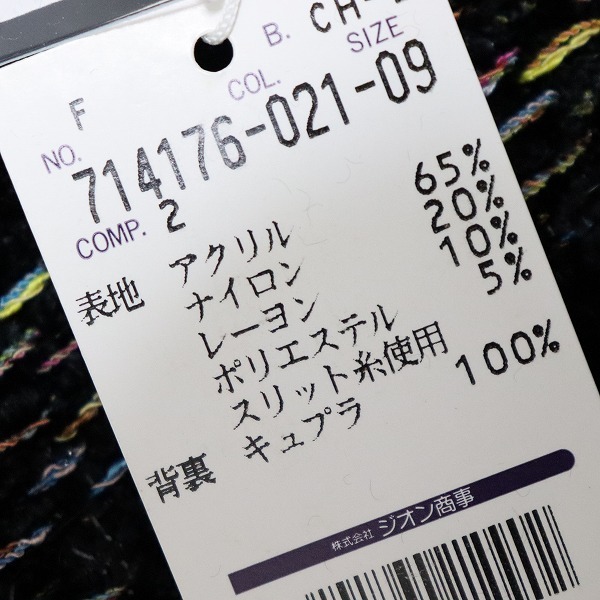 B. CH-
F COL. SIZE
NO. 714176-021-09
COMP. 2
表地 アクリル 65%
ナイロン 20%
レーヨン 10%
ポリエステル 5%
スリット糸使用
背裏 キュプラ 100%
株式会社 ジオン商事